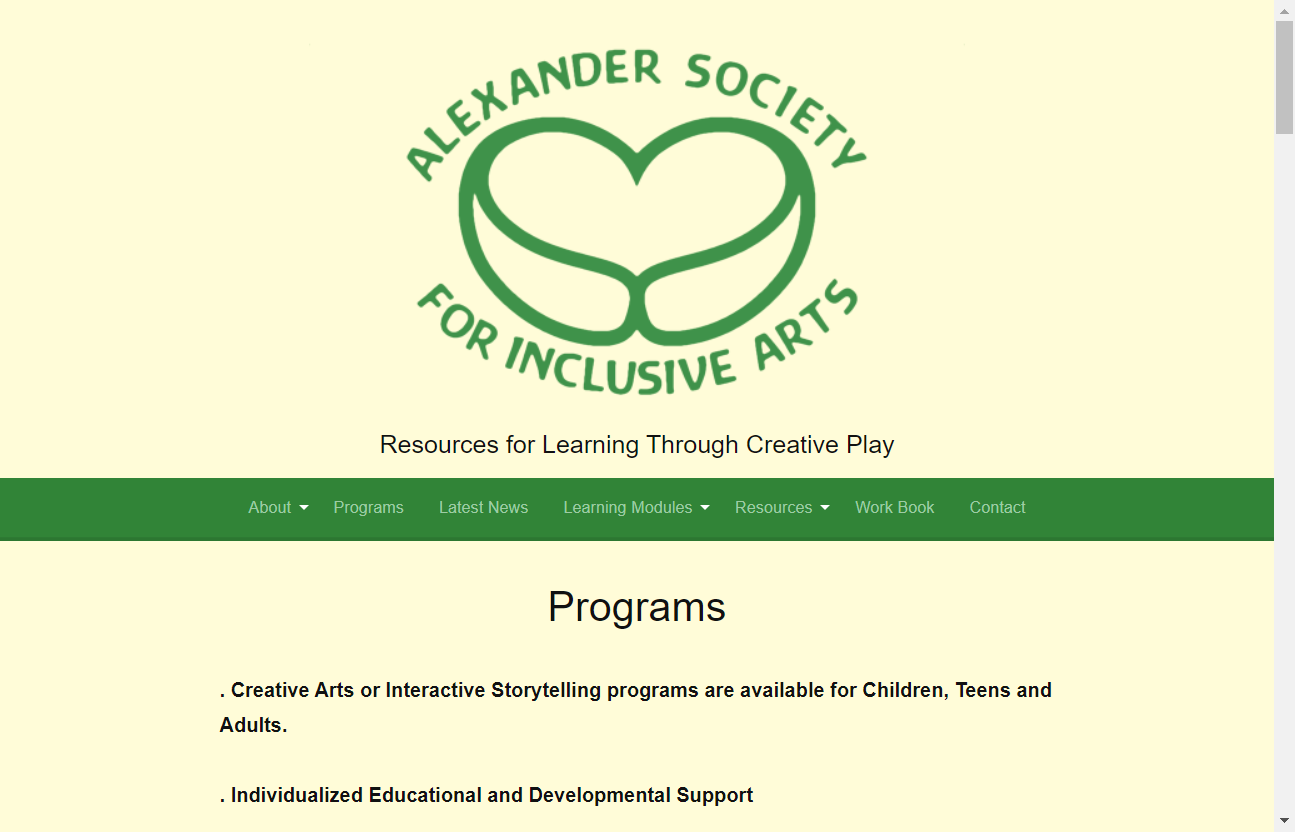 ALEXANDER SOCIETY
FOR INCLUSIVE ARTS
Resources for Learning Through Creative Play
About Programs Latest News Learning Modules Resources Work Book Contact
Programs
. Creative Arts or Interactive Storytelling programs are available for Children, Teens and
Adults.
. Individualized Educational and Developmental Support